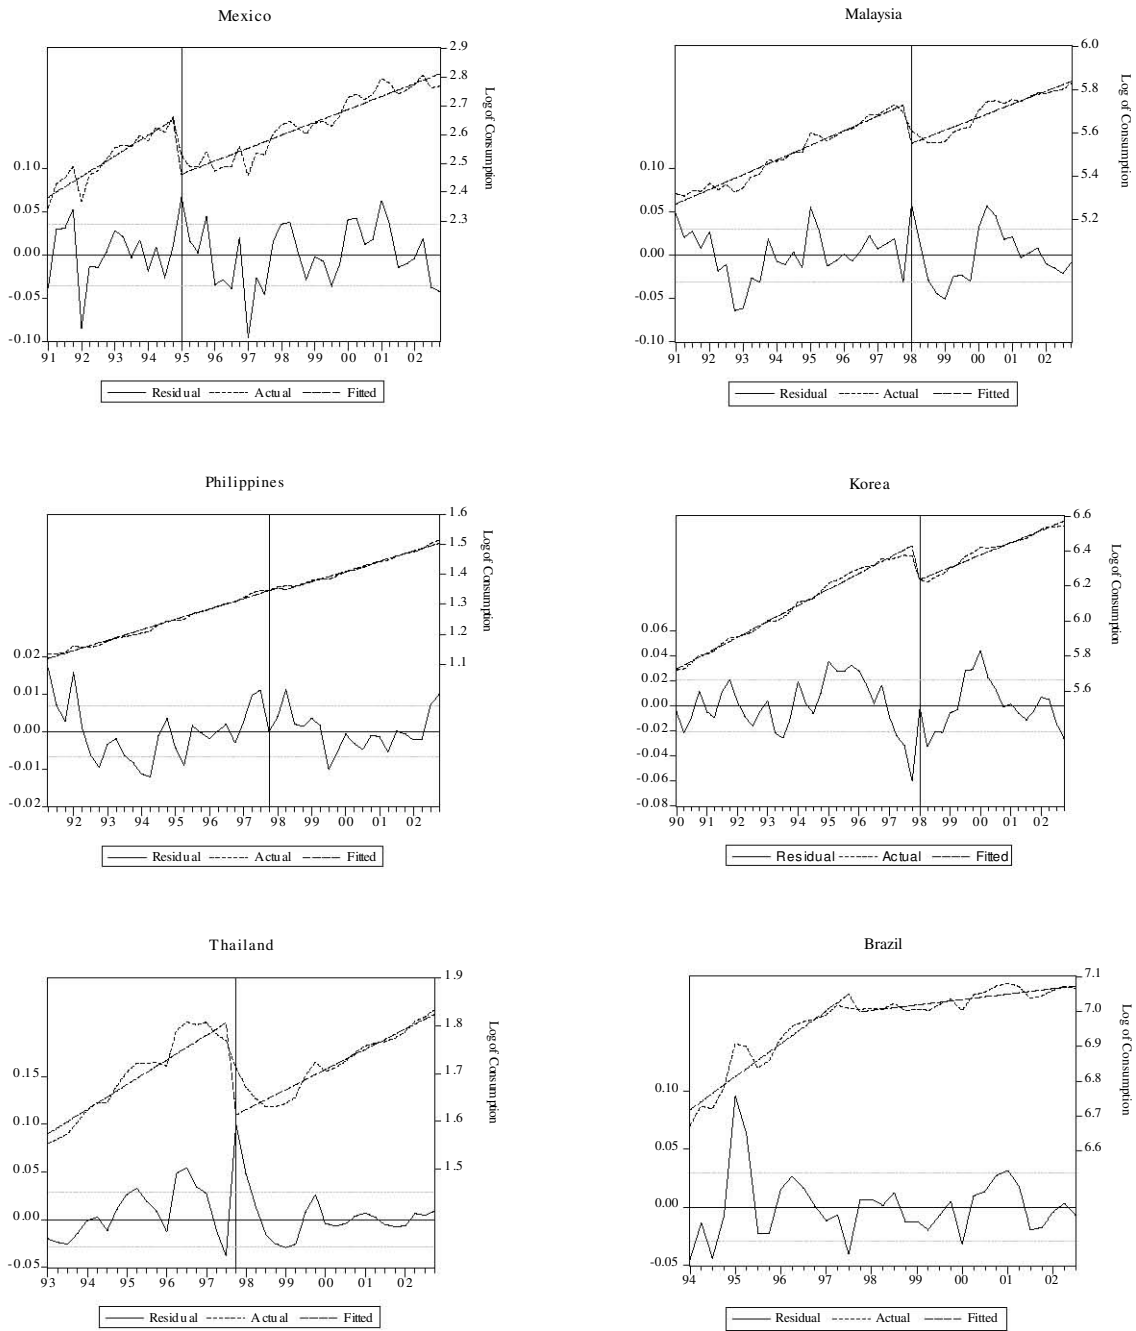 Mexico
2.9
2.8
2.7
2.6
2.5
2.4
2.3
Log of Consumption
0.10
0.05
0.00
-0.05
-0.10
91 92 93 94 95 96 97 98 99 00 01 02
Residual Actual Fitted
Malaysia
6.0
5.8
5.6
5.4
5.2
Log of Consumption
0.10
0.05
0.00
-0.05
-0.10
91 92 93 94 95 96 97 98 99 00 01 02
Residual Actual Fitted
Philippines
1.6
1.5
1.4
1.3
1.2
1.1
Log of Consumption
0.02
0.01
0.00
-0.01
-0.02
92 93 94 95 96 97 98 99 00 01 02
Residual Actual Fitted
Korea
6.6
6.4
6.2
6.0
5.8
5.6
Log of Consumption
0.06
0.04
0.02
0.00
-0.02
-0.04
-0.06
-0.08
90 91 92 93 94 95 96 97 98 99 00 01 02
Residual Actual Fitted
Thailand
1.9
1.8
1.7
1.6
1.5
Log of Consumption
0.15
0.10
0.05
0.00
-0.05
93 94 95 96 97 98 99 00 01 02
Residual Actual Fitted
Brazil
7.1
7.0
6.9
6.8
6.7
6.6
Log of Consumption
0.10
0.05
0.00
-0.05
94 95 96 97 98 99 00 01 02
Residual Actual Fitted